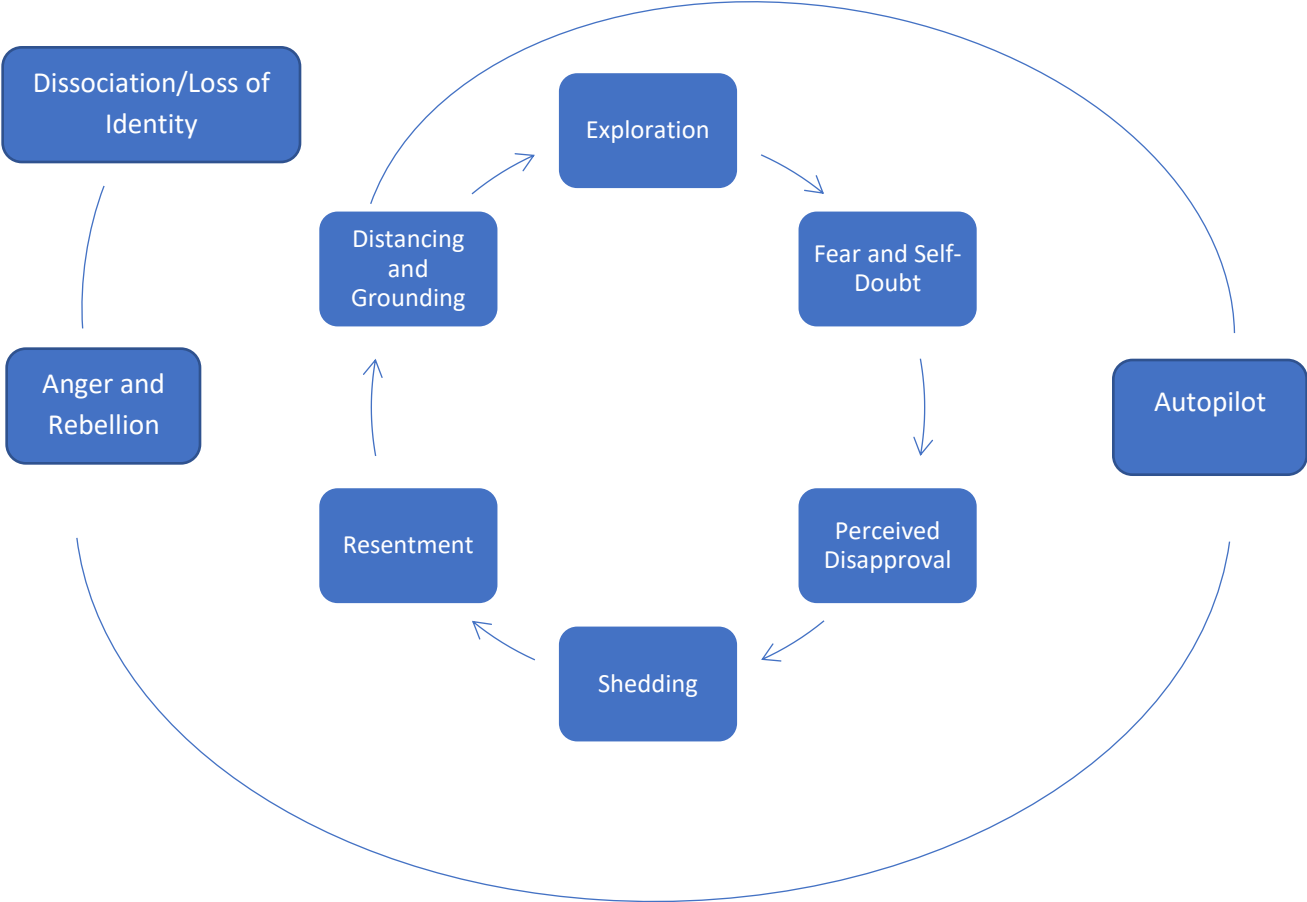 Dissociation/Loss of
Identity
Exploration
Distancing
and
Grounding
Fear and Self-
Doubt
Anger and
Rebellion
Autopilot
Resentment
Perceived
Disapproval
Shedding